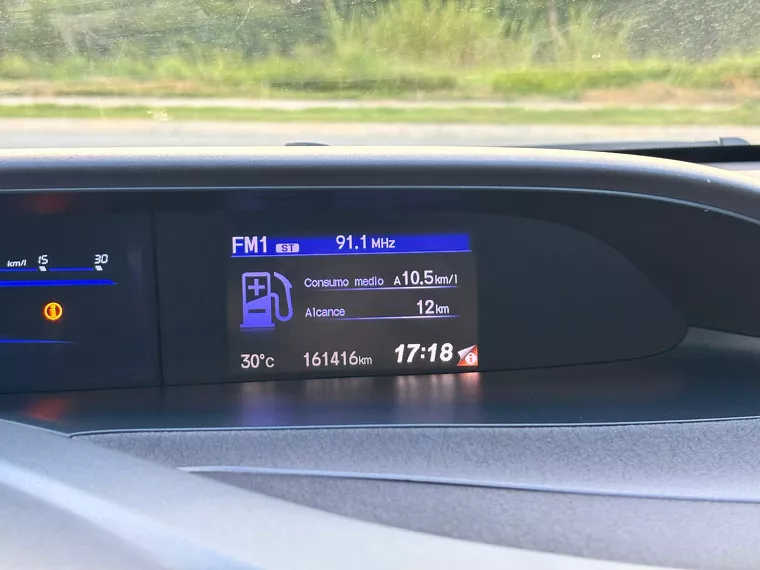 FM1 ST 91.1 MHz
km/l 15 30
Consumo medio A 10.5 km/l
Alcance 12 km
30°C 161416 km 17:18